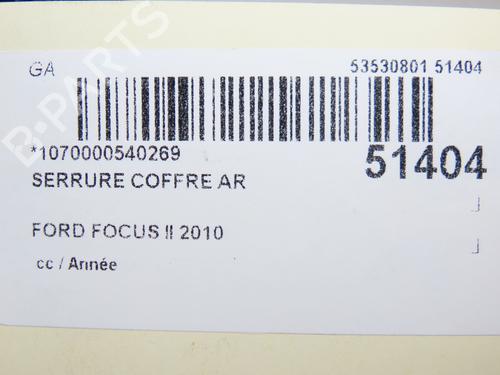 B-PARTS
GA 53530801 51404
*1070000540269 51404
SERRURE COFFRE AR
FORD FOCUS II 2010
cc / Année